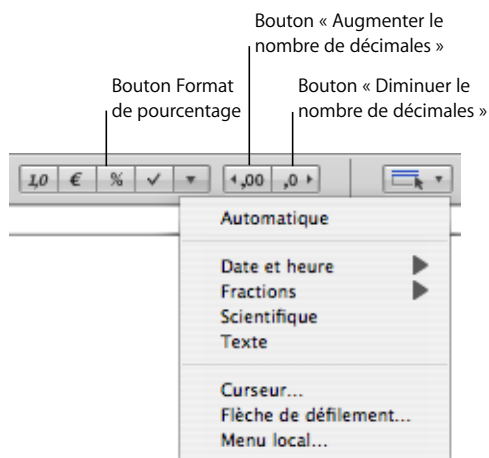 Bouton « Augmenter le
nombre de décimales »
Bouton Format
de pourcentage
Bouton « Diminuer le
nombre de décimales »
1,0 € % ,00 ,0
Automatique
Date et heure
Fractions
Scientifique
Texte
Curseur...
Flèche de défilement...
Menu local...